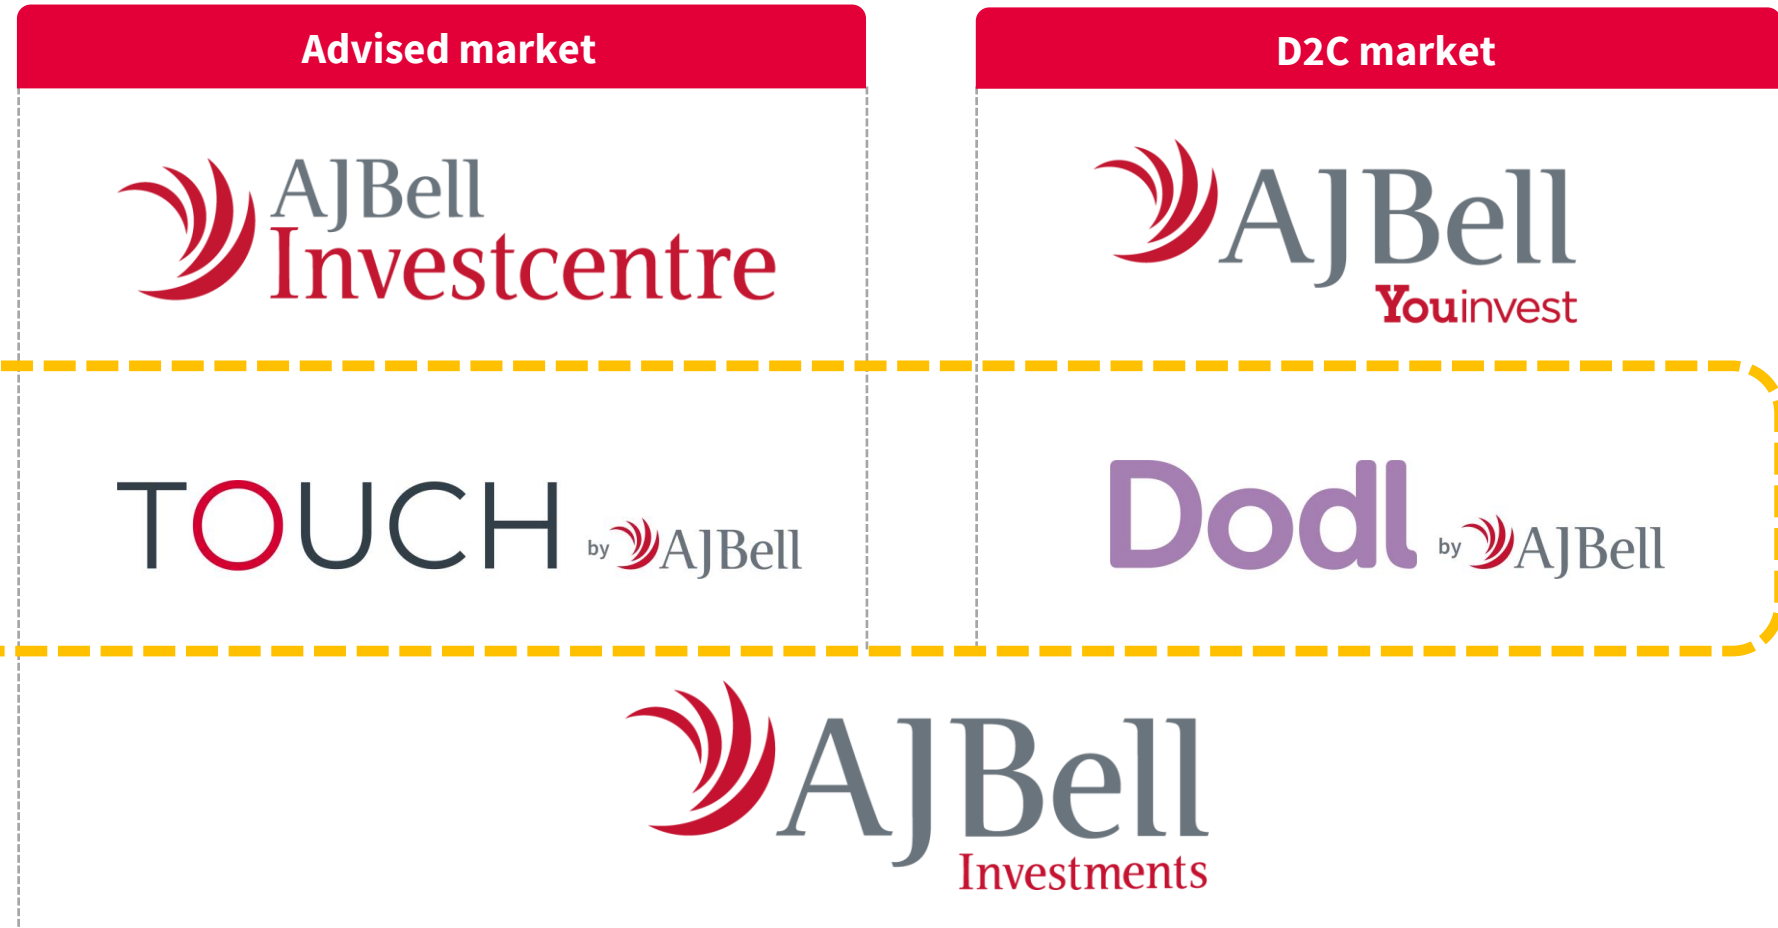 Advised market
D2C market
AJBell
Investcentre
AJBell
Youinvest
TOUCH by AJBell
Dodl by AJBell
AJBell
Investments